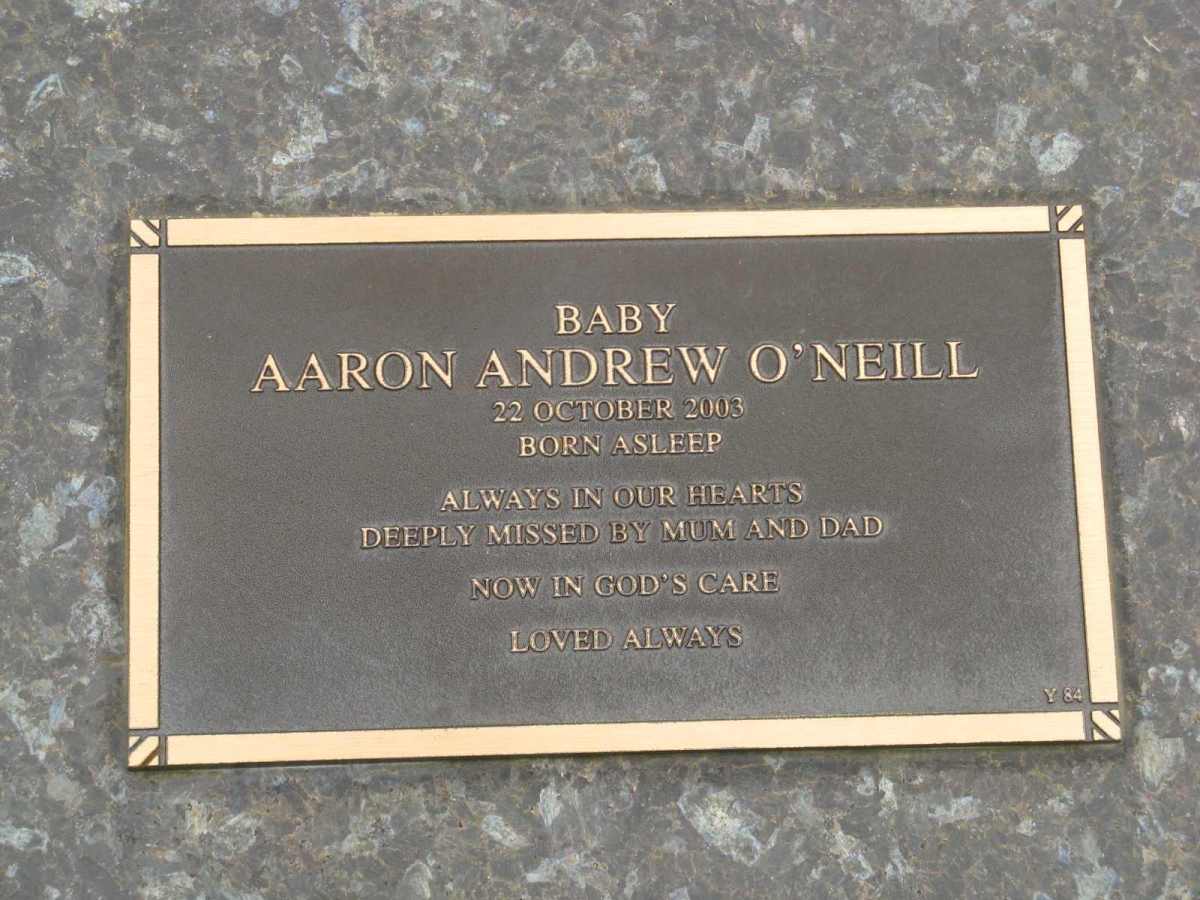 BABY
AARON ANDREW O'NEILL
22 OCTOBER 2003
BORN ASLEEP
ALWAYS IN OUR HEARTS
DEEPLY MISSED BY MUM AND DAD
NOW IN GOD'S CARE
LOVED ALWAYS
Y 84